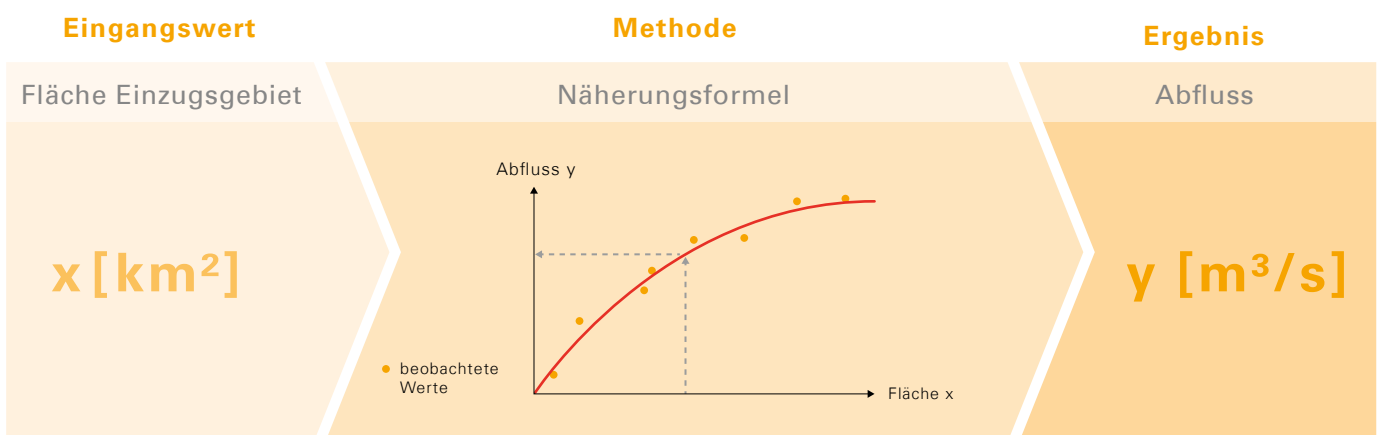 Eingangswert
Methode
Ergebnis
Fläche Einzugsgebiet
Näherungsformel
Abfluss
x [km²]
Abfluss y
beobachtete
Werte
Fläche x
y [m³/s]